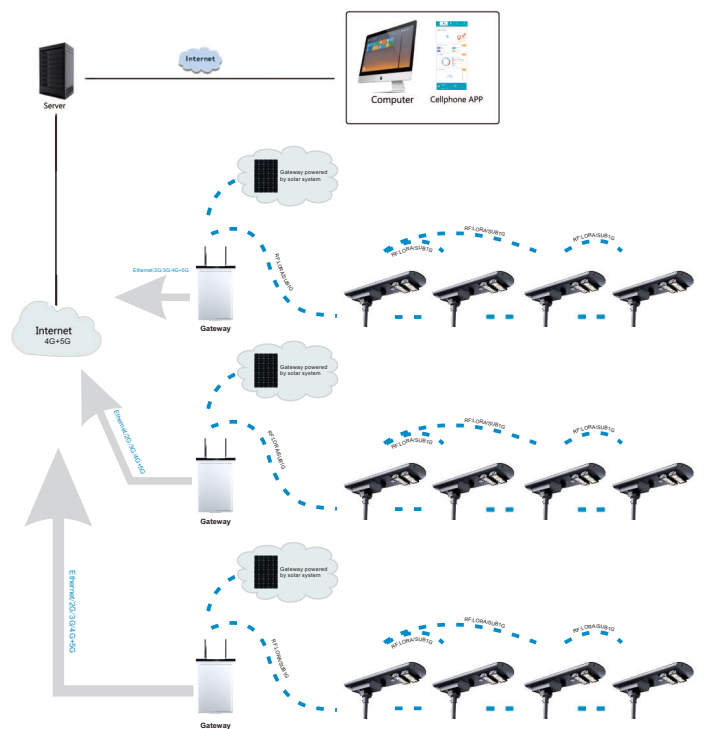 Internet
Server
Computer
Cellphone APP
Gateway powered
by solar system
RF:LORA/SUB1G
RF:LORA/SUB1G
RF:LORA/SUB1G
RF:LORA/SUB1G
Ethernet/2G/3G/4G+5G
Gateway
Internet
4G+5G
Gateway powered
by solar system
RF:LORA/SUB1G
RF:LORA/SUB1G
RF:LORA/SUB1G
RF:LORA/SUB1G
Ethernet/2G/3G/4G+5G
Gateway
Gateway powered
by solar system
RF:LORA/SUB1G
RF:LORA/SUB1G
RF:LORA/SUB1G
RF:LORA/SUB1G
Ethernet/2G/3G/4G+5G
Gateway